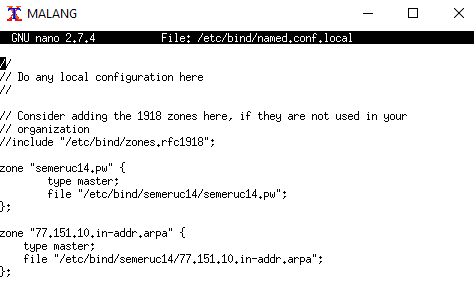 MALANG
GNU nano 2.7.4 File: /etc/bind/named.conf.local
//
// Do any local configuration here
//
// Consider adding the 1918 zones here, if they are not used in your
// organization
//include "/etc/bind/zones.rfc1918";
zone "semeruc14.pw" {
type master;
file "/etc/bind/semeruc14/semeruc14.pw";
};
zone "77.151.10.in-addr.arpa" {
type master;
file "/etc/bind/semeruc14/77.151.10.in-addr.arpa";
};